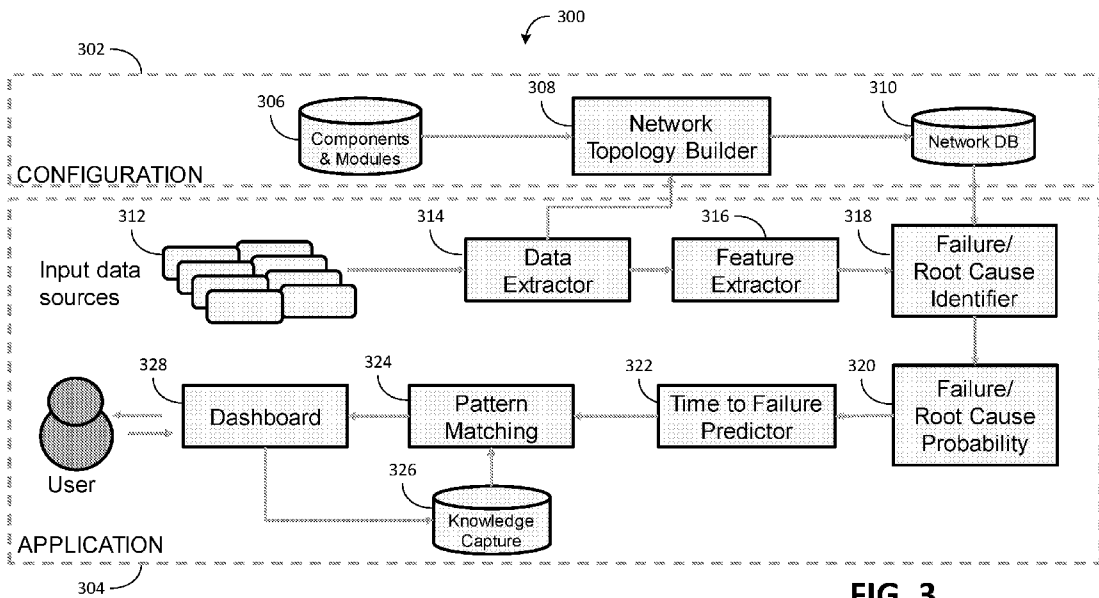 300
302
306
308
310
Components
& Modules
Network
Topology Builder
Network DB
CONFIGURATION
312
314
316
318
Input data
sources
Data
Extractor
Feature
Extractor
Failure/
Root Cause
Identifier
328
324
322
320
Dashboard
Pattern
Matching
Time to Failure
Predictor
Failure/
Root Cause
Probability
User
326
Knowledge
Capture
APPLICATION
304
FIG. 3